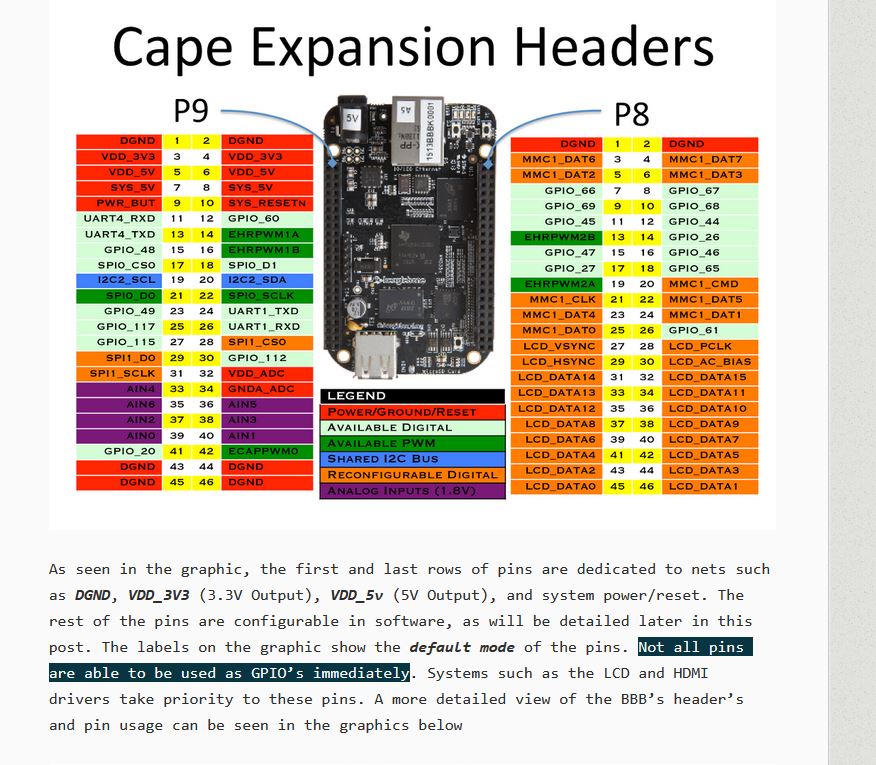 Cape Expansion Headers
P9
P8
5V
1513BBBK0001
DGND 1 2 DGND
VDD_3V3 3 4 VDD_3V3
VDD_5V 5 6 VDD_5V
SYS_5V 7 8 SYS_5V
PWR_BUT 9 10 SYS_RESETN
UART4_RXD 11 12 GPIO_60
UART4_TXD 13 14 EHRPWM1A
GPIO_48 15 16 EHRPWM1B
SPI0_CS0 17 18 SPI0_D1
I2C2_SCL 19 20 I2C2_SDA
SPI0_D0 21 22 SPI0_SCLK
GPIO_49 23 24 UART1_TXD
GPIO_117 25 26 UART1_RXD
GPIO_115 27 28 SPI1_CS0
SPI1_D0 29 30 GPIO_112
SPI1_SCLK 31 32 VDD_ADC
AIN4 33 34 GNDA_ADC
AIN6 35 36 AIN5
AIN2 37 38 AIN3
AIN0 39 40 AIN1
GPIO_20 41 42 ECAPPWM0
DGND 43 44 DGND
DGND 45 46 DGND
LEGEND
POWER/GROUND/RESET
AVAILABLE DIGITAL
AVAILABLE PWM
SHARED I2C BUS
RECONFIGURABLE DIGITAL
ANALOG INPUTS (1.8V)
DGND 1 2 DGND
MMC1_DAT6 3 4 MMC1_DAT7
MMC1_DAT2 5 6 MMC1_DAT3
GPIO_66 7 8 GPIO_67
GPIO_69 9 10 GPIO_68
GPIO_45 11 12 GPIO_44
EHRPWM2B 13 14 GPIO_26
GPIO_47 15 16 GPIO_46
GPIO_27 17 18 GPIO_65
EHRPWM2A 19 20 MMC1_CMD
MMC1_CLK 21 22 MMC1_DAT5
MMC1_DAT4 23 24 MMC1_DAT1
MMC1_DAT0 25 26 GPIO_61
LCD_VSYNC 27 28 LCD_PCLK
LCD_HSYNC 29 30 LCD_AC_BIAS
LCD_DATA14 31 32 LCD_DATA15
LCD_DATA13 33 34 LCD_DATA11
LCD_DATA12 35 36 LCD_DATA10
LCD_DATA8 37 38 LCD_DATA9
LCD_DATA6 39 40 LCD_DATA7
LCD_DATA4 41 42 LCD_DATA5
LCD_DATA2 43 44 LCD_DATA3
LCD_DATA0 45 46 LCD_DATA1
As seen in the graphic, the first and last rows of pins are dedicated to nets such
as DGND, VDD_3V3 (3.3V Output), VDD_5v (5V Output), and system power/reset. The
rest of the pins are configurable in software, as will be detailed later in this
post. The labels on the graphic show the default mode of the pins. Not all pins
are able to be used as GPIO’s immediately. Systems such as the LCD and HDMI
drivers take priority to these pins. A more detailed view of the BBB’s header’s
and pin usage can be seen in the graphics below